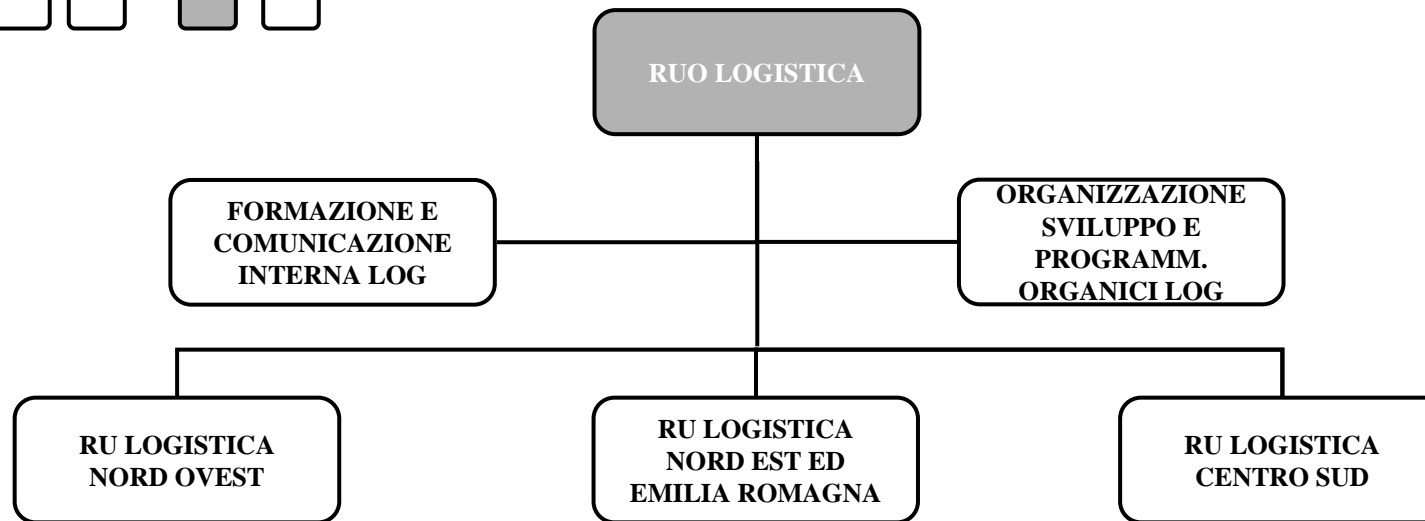 RUO LOGISTICA
FORMAZIONE E
COMUNICAZIONE
INTERNA LOG
ORGANIZZAZIONE
SVILUPPO E
PROGRAMM.
ORGANICI LOG
RU LOGISTICA
NORD OVEST
RU LOGISTICA
NORD EST ED
EMILIA ROMAGNA
RU LOGISTICA
CENTRO SUD